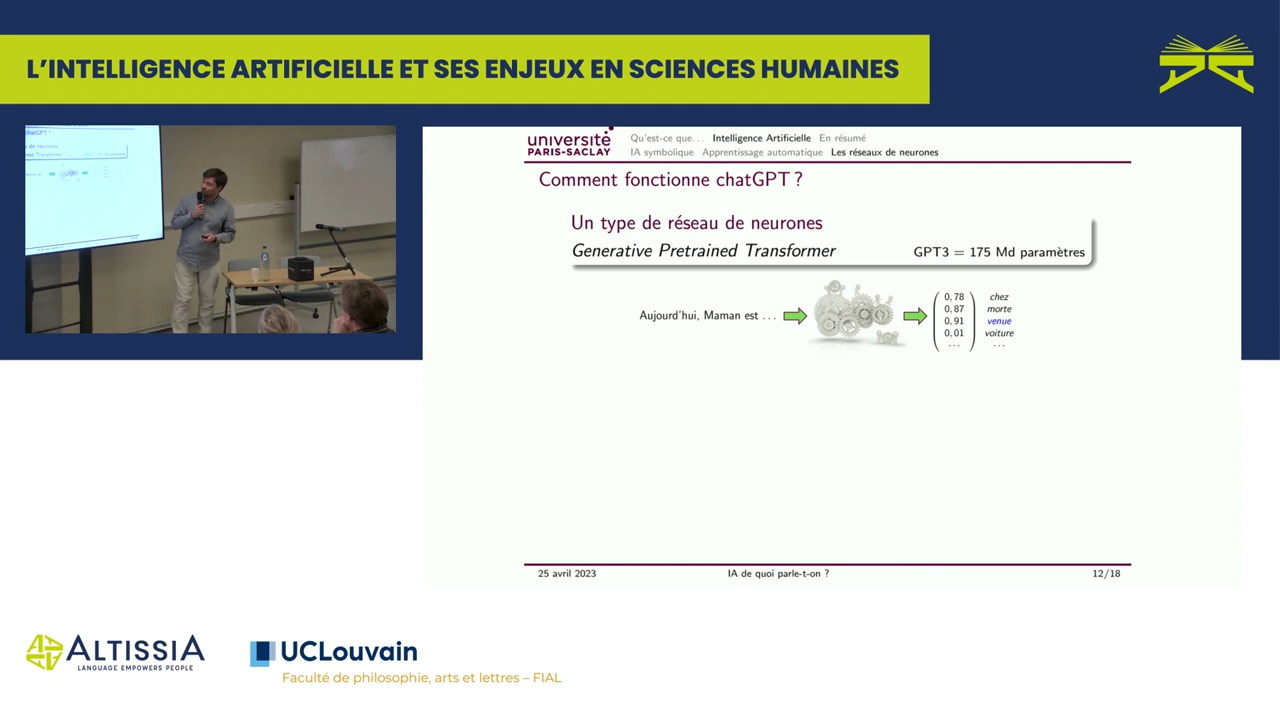 L'INTELLIGENCE ARTIFICIELLE ET SES ENJEUX EN SCIENCES HUMAINES
université
PARIS-SACLAY
Qu'est-ce que... Intelligence Artificielle En résumé
IA symbolique Apprentissage automatique Les réseaux de neurones
Comment fonctionne chatGPT ?
Un type de réseau de neurones
Generative Pretrained Transformer GPT3 = 175 Md paramètres
Aujourd'hui, Maman est ...
0,78 chez
0,87 morte
0,91 venue
0,01 voiture
... ...
25 avril 2023 IA de quoi parle-t-on ? 12/18
ALTISSIA
LANGUAGE EMPOWERS PEOPLE
UCLouvain
Faculté de philosophie, arts et lettres – FIAL